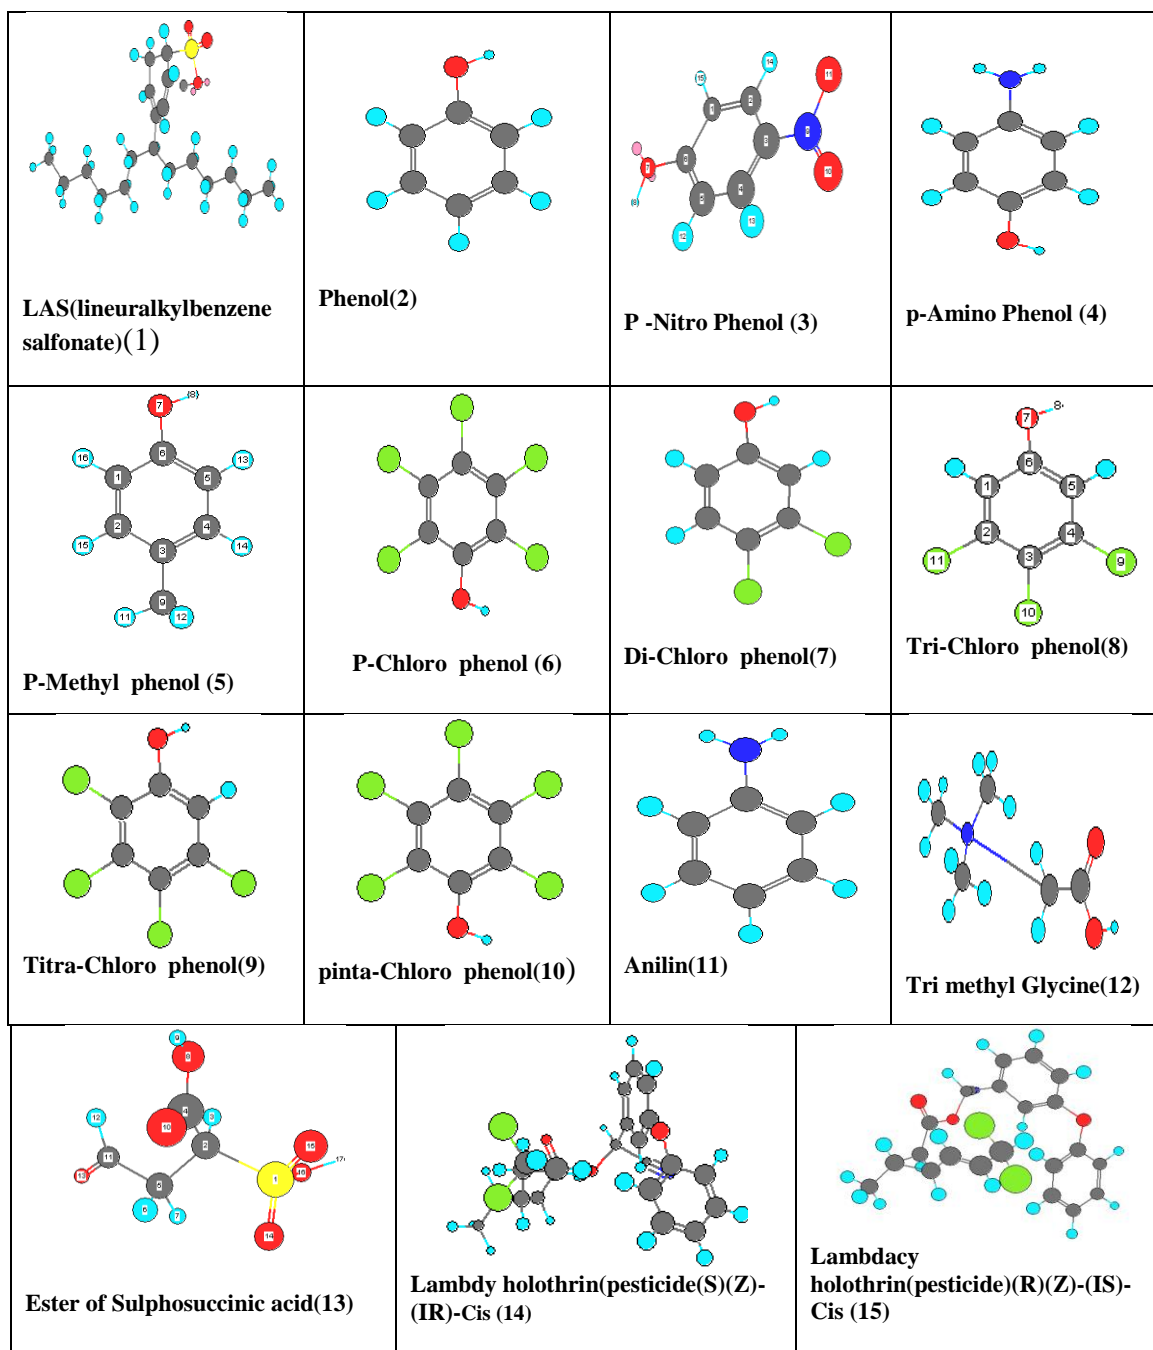 LAS(lineuralkylbenzene
salfonate)(1)
Phenol(2)
P -Nitro Phenol (3)
p-Amino Phenol (4)
P-Methyl phenol (5)
P-Chloro phenol (6)
Di-Chloro phenol(7)
Tri-Chloro phenol(8)
Titra-Chloro phenol(9)
pinta-Chloro phenol(10)
Anilin(11)
Tri methyl Glycine(12)
Ester of Sulphosuccinic acid(13)
Lambdy holothrin(pesticide(S)(Z)-
(IR)-Cis (14)
Lambdacy
holothrin(pesticide)(R)(Z)-(IS)-
Cis (15)